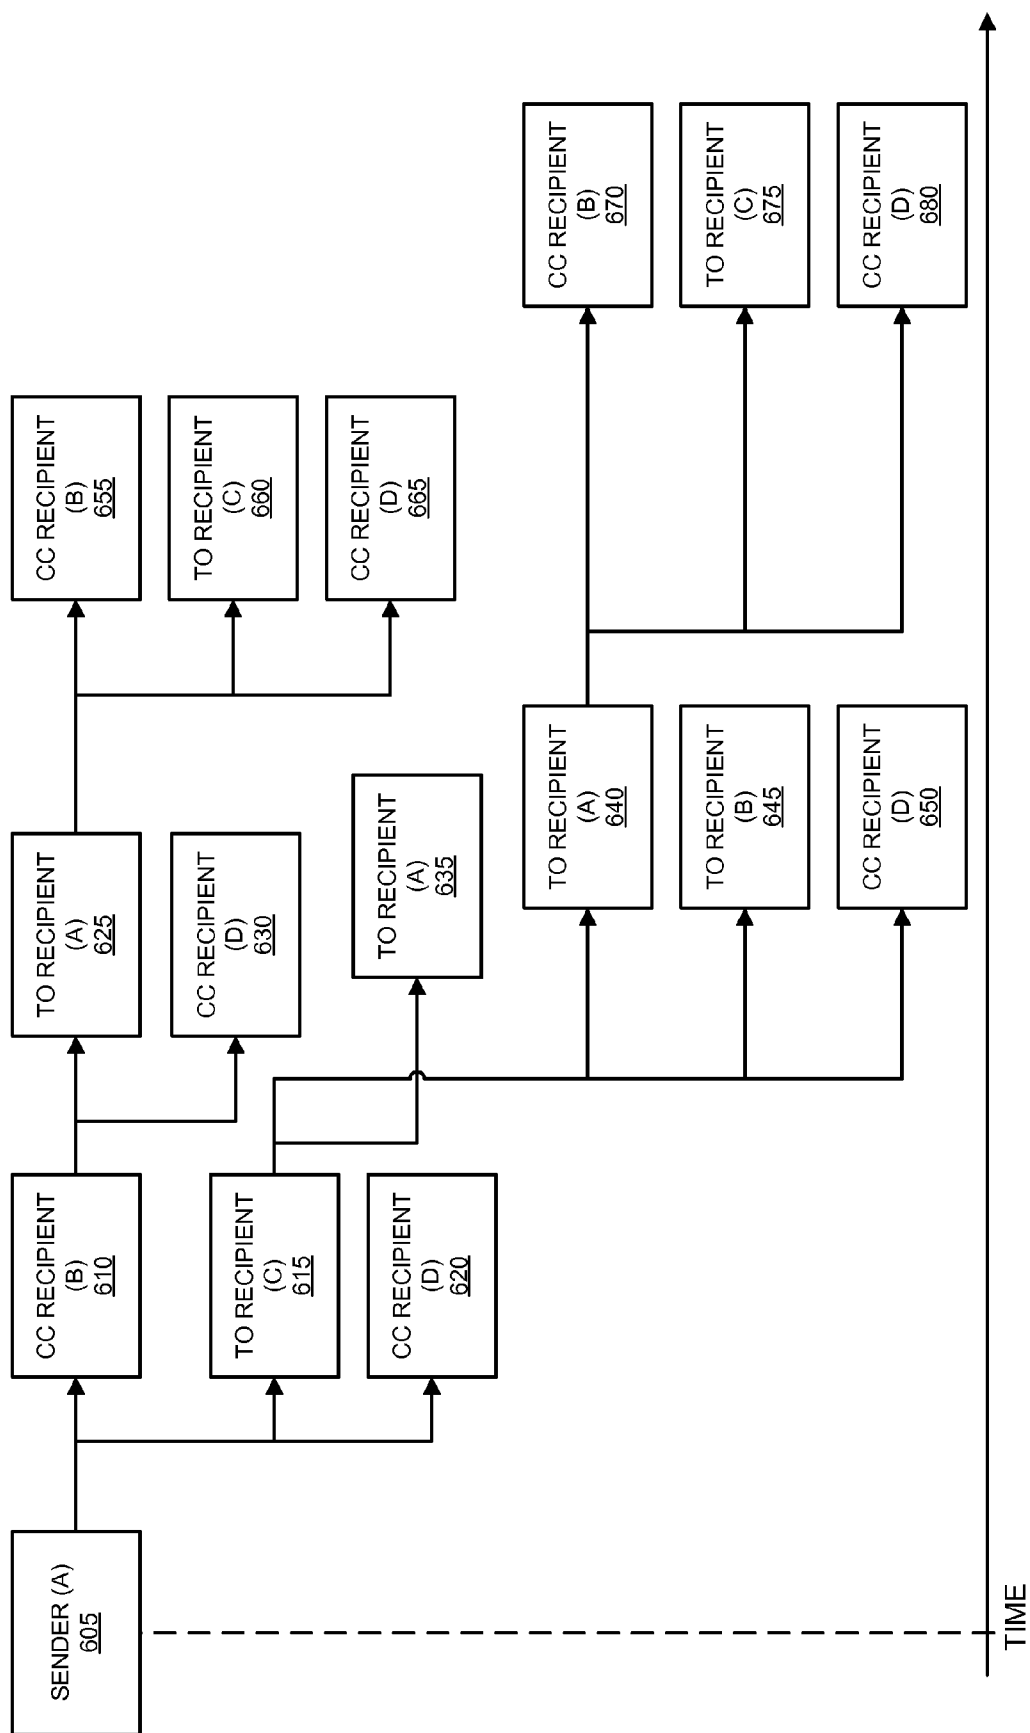 SENDER (A)
605
CC RECIPIENT
(B)
610
TO RECIPIENT
(C)
615
CC RECIPIENT
(D)
620
TO RECIPIENT
(A)
625
CC RECIPIENT
(D)
630
TO RECIPIENT
(A)
635
TO RECIPIENT
(A)
640
TO RECIPIENT
(B)
645
CC RECIPIENT
(D)
650
CC RECIPIENT
(B)
655
TO RECIPIENT
(C)
660
CC RECIPIENT
(D)
665
CC RECIPIENT
(B)
670
TO RECIPIENT
(C)
675
CC RECIPIENT
(D)
680
TIME